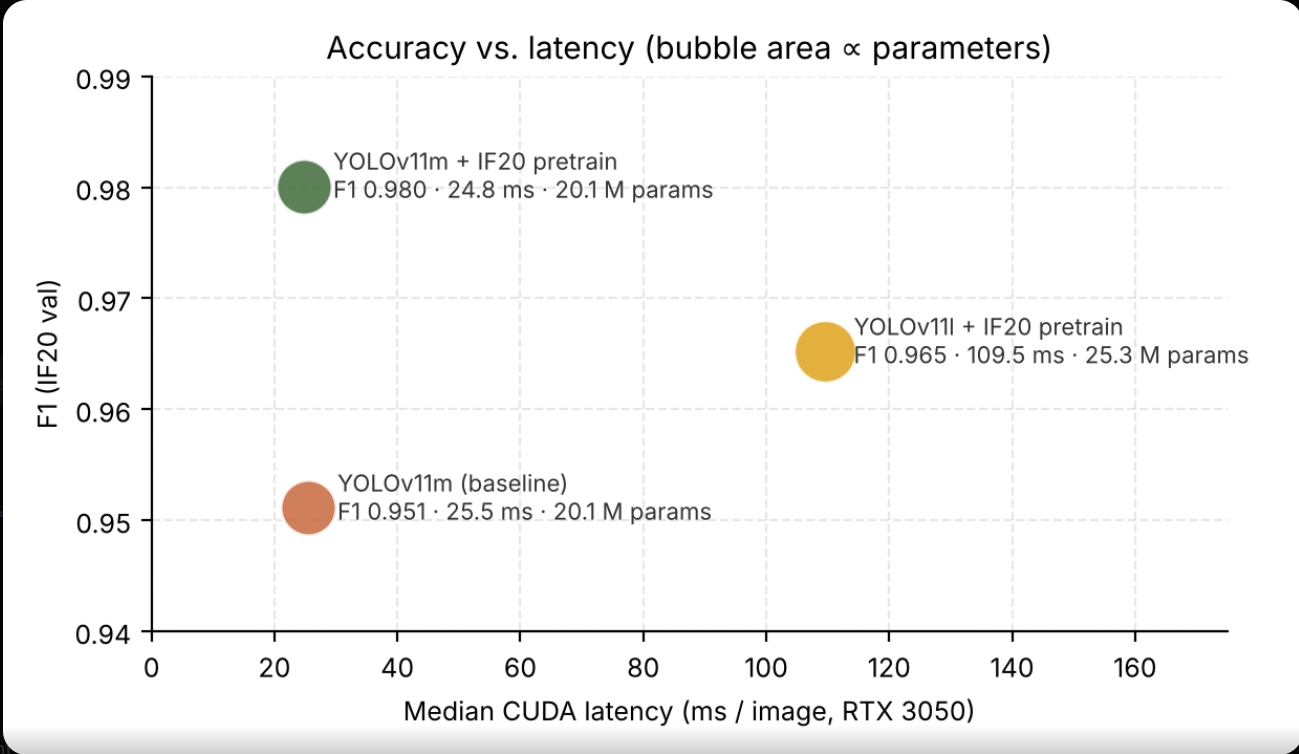 Accuracy vs. latency (bubble area ∝ parameters)
0.99
0.98
0.97
0.96
0.95
0.94
F1 (IF20 val)
YOLOv11m + IF20 pretrain
F1 0.980 · 24.8 ms · 20.1 M params
YOLOv11l + IF20 pretrain
F1 0.965 · 109.5 ms · 25.3 M params
YOLOv11m (baseline)
F1 0.951 · 25.5 ms · 20.1 M params
0 20 40 60 80 100 120 140 160
Median CUDA latency (ms / image, RTX 3050)